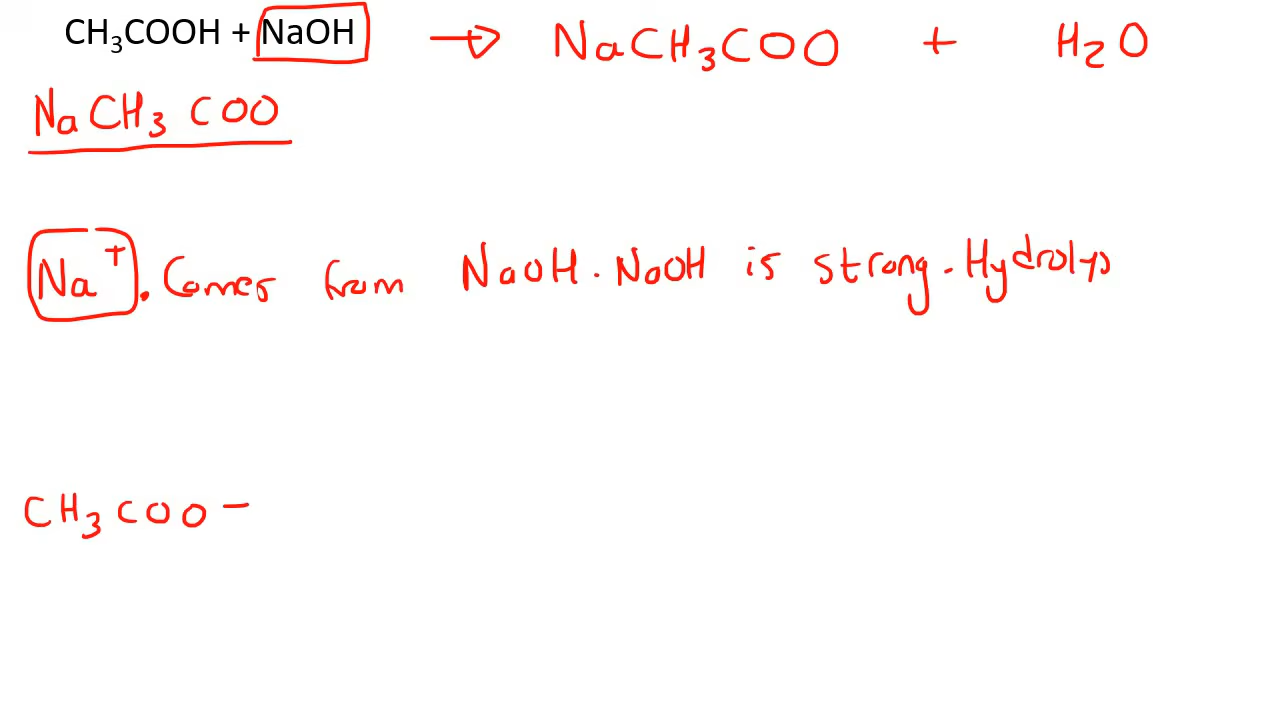 CH₃COOH + NaOH → NaCH₃COO + H₂O
NaCH₃COO
Na⁺. Comes from NaOH. NaOH is strong. Hydrolys
CH₃COO⁻